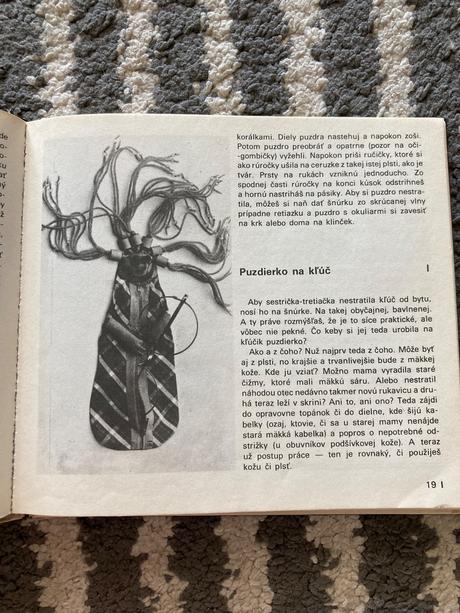 korálkami. Diely puzdra nastehuj a napokon zoši.
Potom puzdro preobráť a opatrne (pozor na oči-
-gombičky) vyžehli. Napokon priši ručičky, ktoré si
ako rúročky ušila na ceruzke z takej istej plsti, ako je
tvár. Prsty na rukách vzniknú jednoducho. Zo
spodnej časti rúročky na konci kúsok odstrihneš
a hornú nastriháš na pásiky. Aby si puzdro nestra-
tila, môžeš si naň dať šnúrku zo skrúcanej vlny
prípadne retiazku a puzdro s okuliarmi si zavesiť
na krk alebo doma na klinček.
Puzdierko na kľúč I
Aby sestrička-tretiačka nestratila kľúč od bytu,
nosí ho na šnúrke. Na takej obyčajnej, bavlnenej.
A ty práve rozmýšľaš, že je to síce praktické, ale
vôbec nie pekné. Čo keby si jej teda urobila na
kľúčik puzdierko?
Ako a z čoho? Nuž najprv teda z čoho. Môže byť
aj z plsti, no krajšie a trvanlivejšie bude z mäkkej
kože. Kde ju vziať? Možno mama vyradila staré
čižmy, ktoré mali mäkkú sáru. Alebo nestratil
náhodou otec nedávno takmer novú rukavicu a dru-
há teraz leží v skrini? Ani to, ani ono? Teda zájdi
do opravovne topánok či do dielne, kde šijú ka-
belky (ozaj, ktovie, či sa u starej mamy nenájde
stará mäkká kabelka) a popros o nepotrebné od-
strižky (u obuvníkov podšívkovej kože). A teraz
už postup práce — ten je rovnaký, či použiješ
kožu či plsť.
19 I